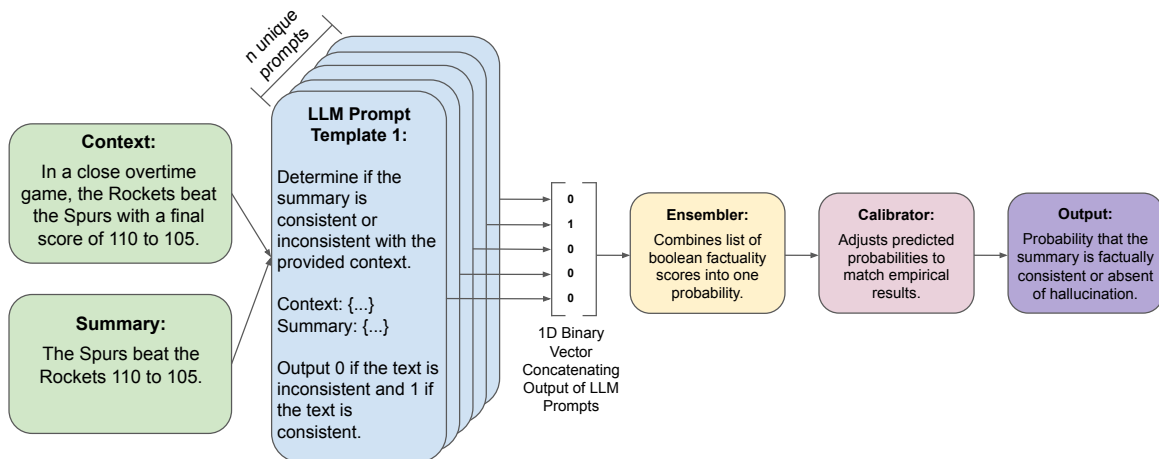 n unique
prompts
Context:
In a close overtime
game, the Rockets beat
the Spurs with a final
score of 110 to 105.
Summary:
The Spurs beat the
Rockets 110 to 105.
LLM Prompt
Template 1:
Determine if the
summary is
consistent or
inconsistent with the
provided context.
Context: {...}
Summary: {...}
Output 0 if the text is
inconsistent and 1 if
the text is
consistent.
0
1
0
0
0
1D Binary
Vector
Concatenating
Output of LLM
Prompts
Ensembler:
Combines list of
boolean factuality
scores into one
probability.
Calibrator:
Adjusts predicted
probabilities to
match empirical
results.
Output:
Probability that the
summary is factually
consistent or absent
of hallucination.